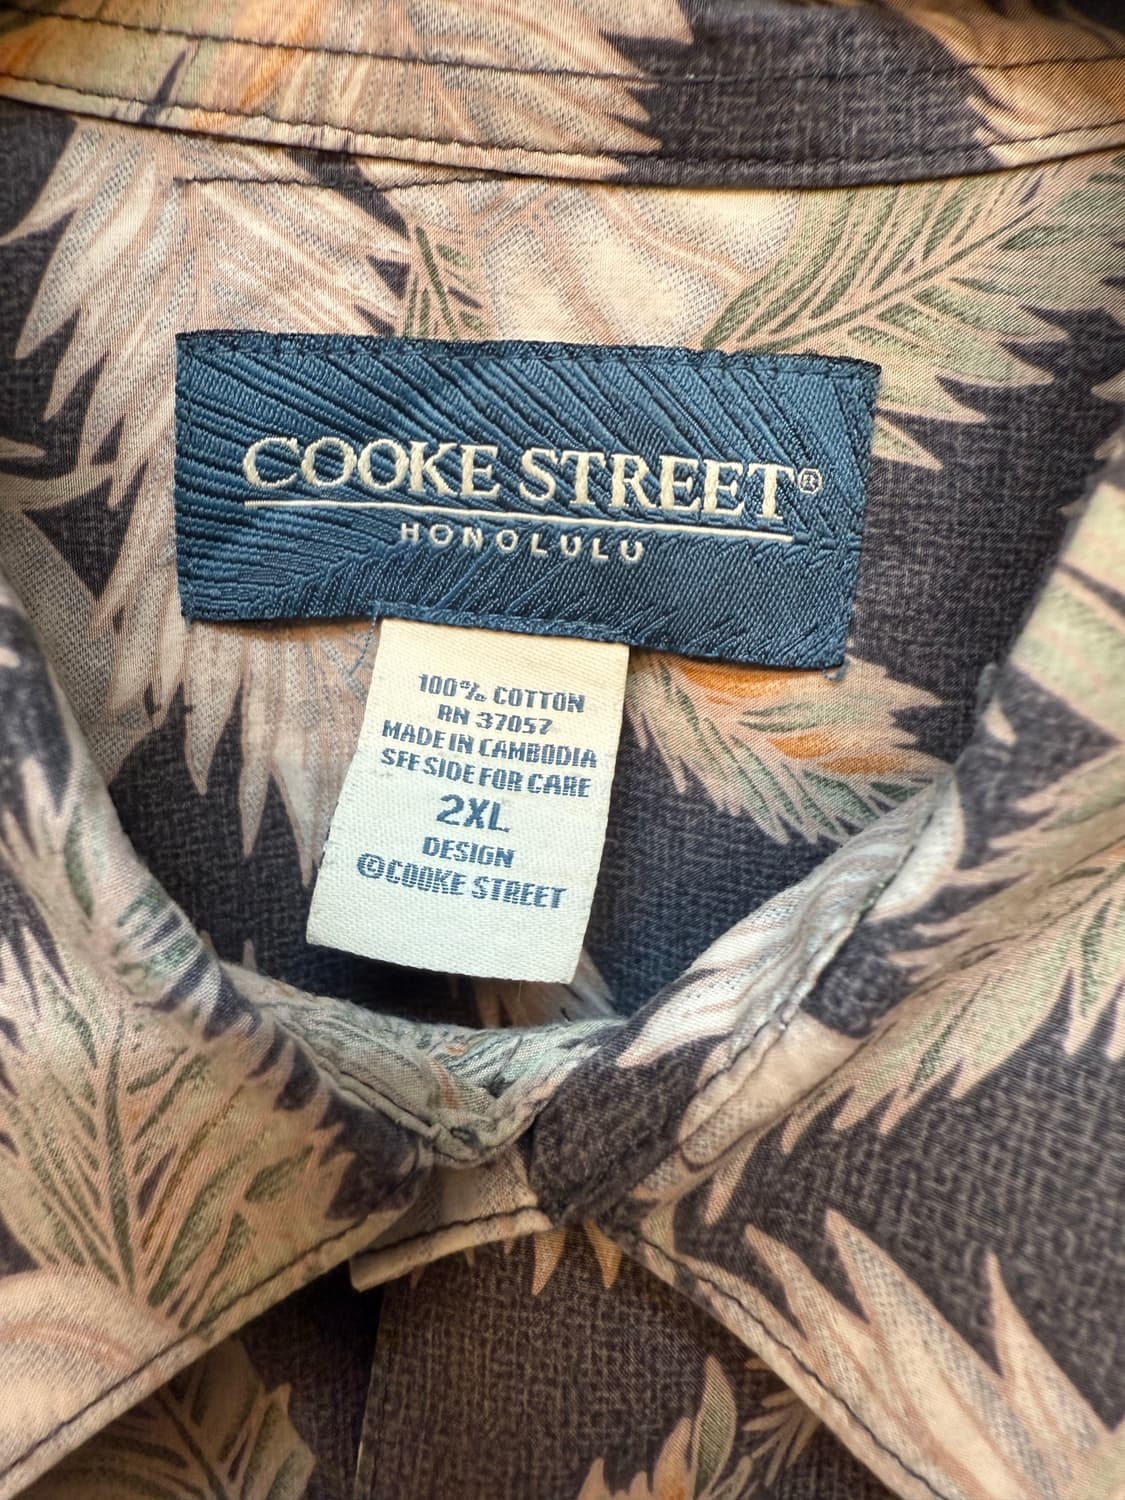 COOKE STREET®
HONOLULU
100% COTTON
RN 37057
MADE IN CAMBODIA
SEE SIDE FOR CARE
2XL
DESIGN
©COOKE STREET